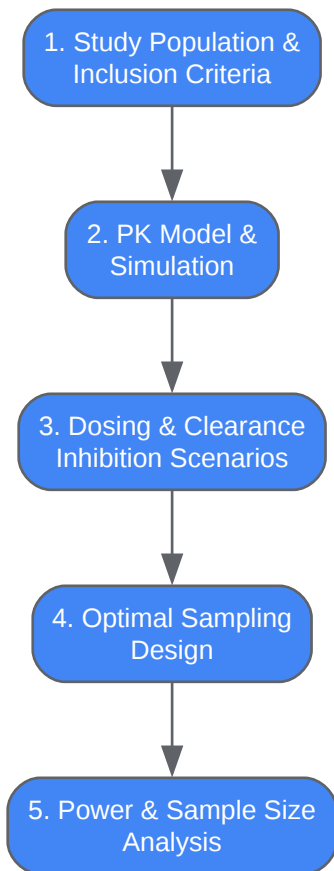 1. Study Population &
Inclusion Criteria
2. PK Model &
Simulation
3. Dosing & Clearance
Inhibition Scenarios
4. Optimal Sampling
Design
5. Power & Sample Size
Analysis